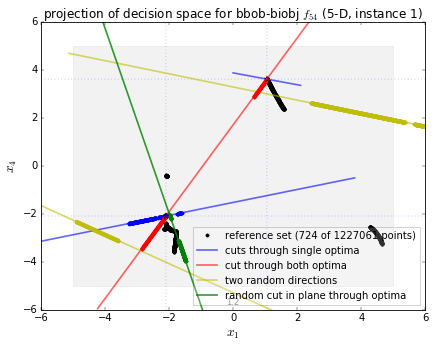 projection of decision space for bbob-biobj f₅₄ (5-D, instance 1)
6
4
2
0
−2
−4
−6
x₄
reference set (724 of 1227061 points)
cuts through single optima
cut through both optima
two random directions
random cut in plane through optima
1.2
−6 −4 −2 0 2 4 6
x₁